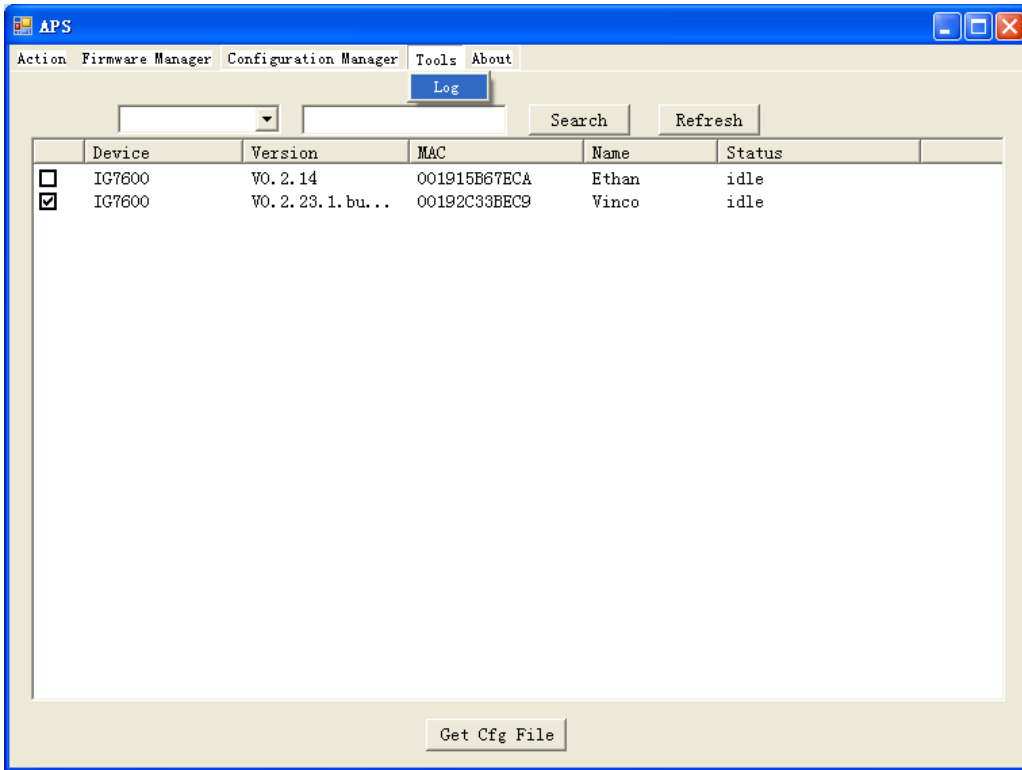 APS
Action Firmware Manager Configuration Manager Tools About
Log
Search Refresh
Device Version MAC Name Status
IG7600 V0.2.14 001915B67ECA Ethan idle
IG7600 V0.2.23.1.bu... 00192C33BEC9 Vinco idle
Get Cfg File